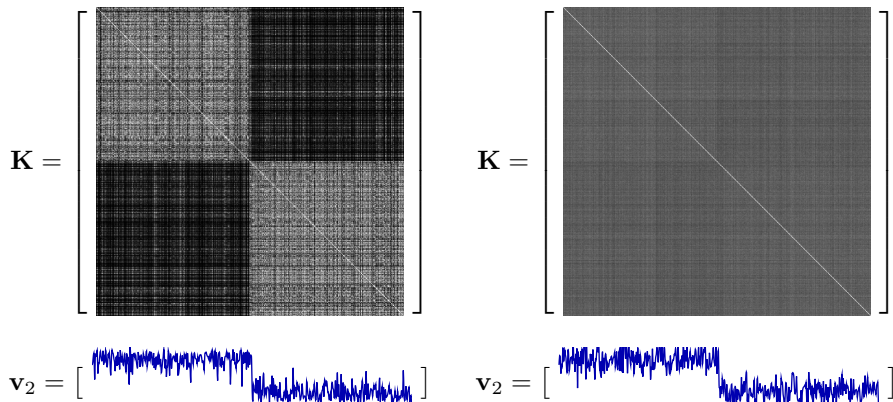 K = [ ]
K = [ ]
v₂ = [ ]
v₂ = [ ]